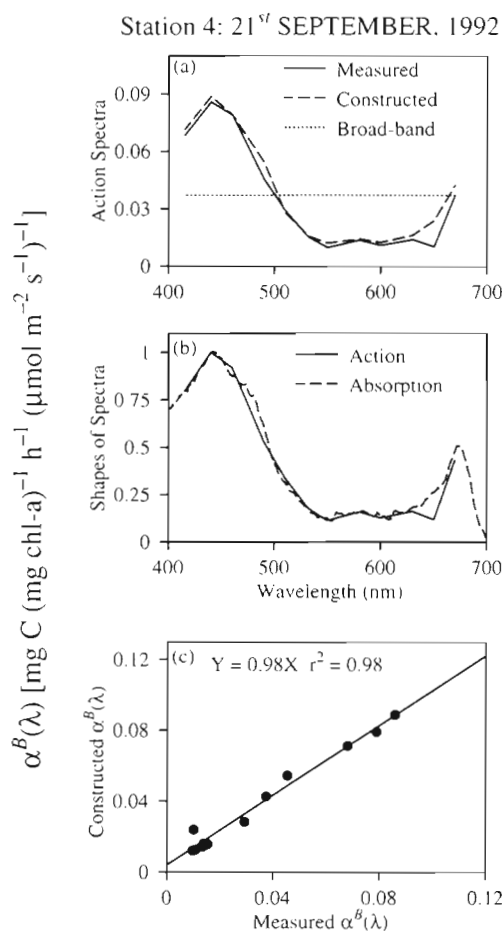 Station 4: 21st SEPTEMBER, 1992
(a)
Measured
Constructed
Broad-band
Action Spectra
0.09
0.06
0.03
0
400 500 600 700
αB(λ) [mg C (mg chl-a)−1 h−1 (μmol m−2 s−1)−1]
(b)
Action
Absorption
Shapes of Spectra
1
0.75
0.5
0.25
0
400 500 600 700
Wavelength (nm)
(c)
Y = 0.98X r2 = 0.98
Constructed αB(λ)
0.12
0.08
0.04
0
0 0.04 0.08 0.12
Measured αB(λ)